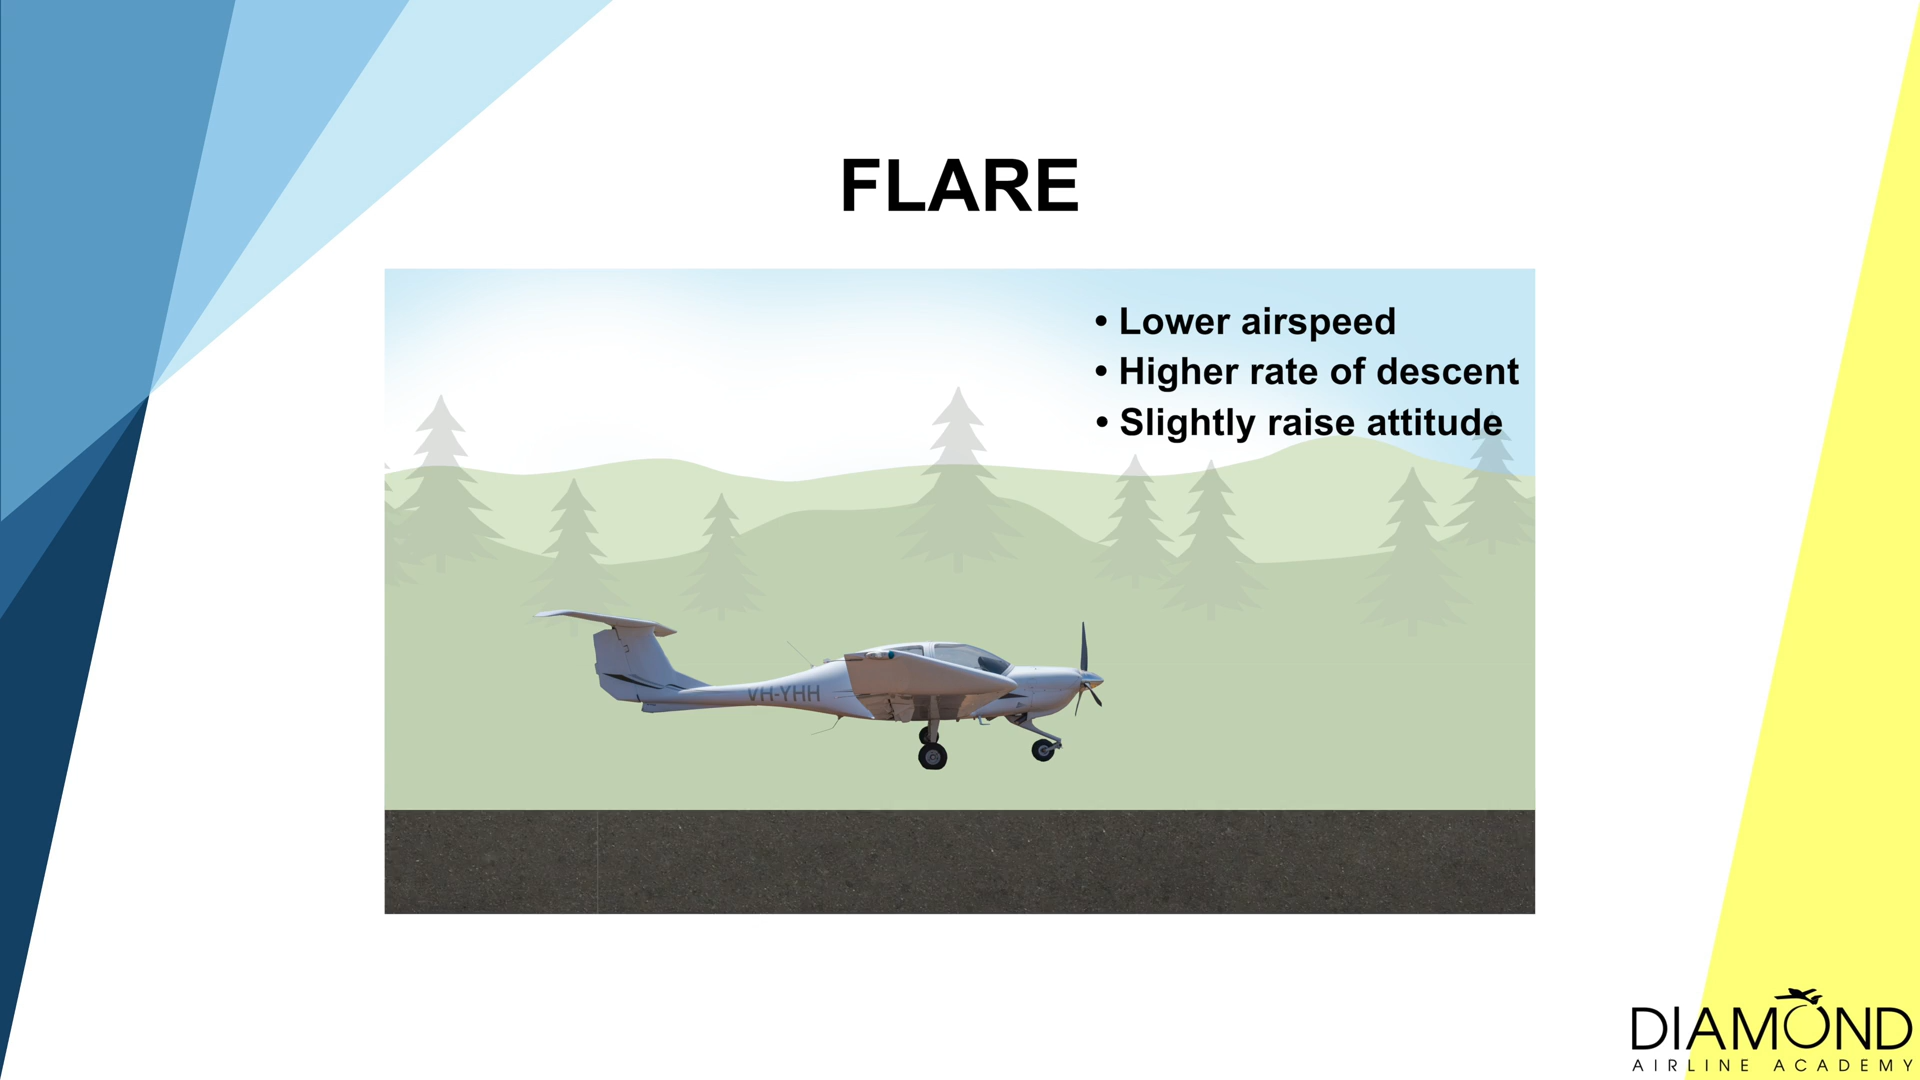 FLARE
• Lower airspeed
• Higher rate of descent
• Slightly raise attitude
VH-YHH
DIAMOND
AIRLINE ACADEMY